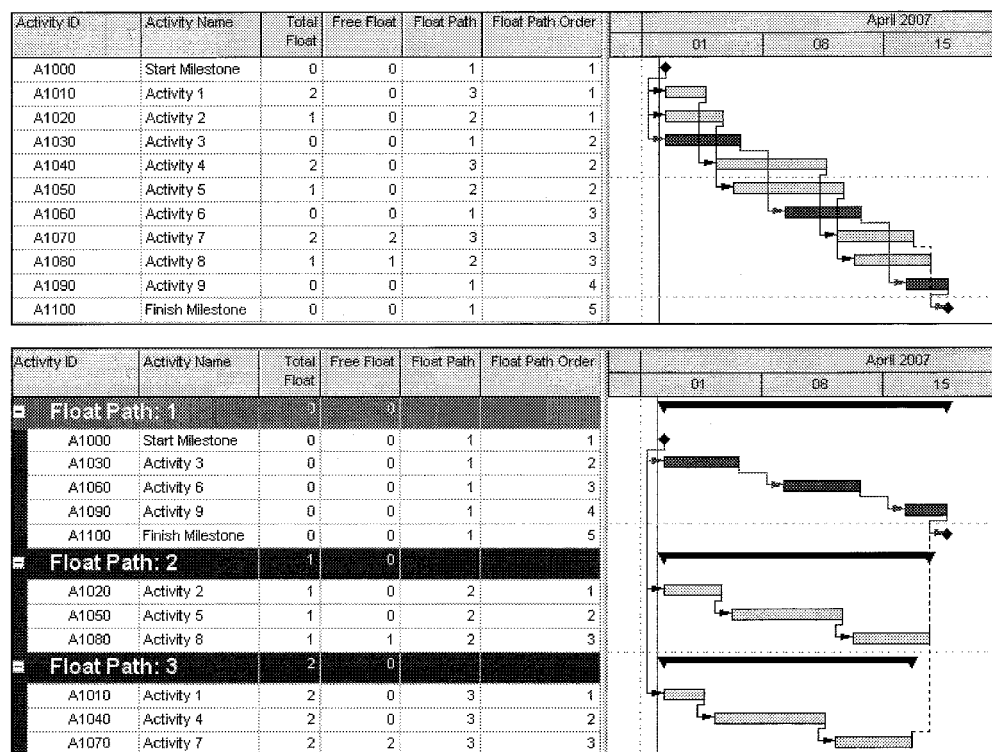 Activity ID Activity Name Total Float Free Float Float Path Float Path Order April 2007
01 08 15
A1000 Start Milestone 0 0 1 1
A1010 Activity 1 2 0 3 1
A1020 Activity 2 1 0 2 1
A1030 Activity 3 0 0 1 2
A1040 Activity 4 2 0 3 2
A1050 Activity 5 1 0 2 2
A1060 Activity 6 0 0 1 3
A1070 Activity 7 2 2 3 3
A1080 Activity 8 1 1 2 3
A1090 Activity 9 0 0 1 4
A1100 Finish Milestone 0 0 1 5
Activity ID Activity Name Total Float Free Float Float Path Float Path Order April 2007
01 08 15
Float Path: 1 0 0
A1000 Start Milestone 0 0 1 1
A1030 Activity 3 0 0 1 2
A1060 Activity 6 0 0 1 3
A1090 Activity 9 0 0 1 4
A1100 Finish Milestone 0 0 1 5
Float Path: 2 1 0
A1020 Activity 2 1 0 2 1
A1050 Activity 5 1 0 2 2
A1080 Activity 8 1 1 2 3
Float Path: 3 2 0
A1010 Activity 1 2 0 3 1
A1040 Activity 4 2 0 3 2
A1070 Activity 7 2 2 3 3